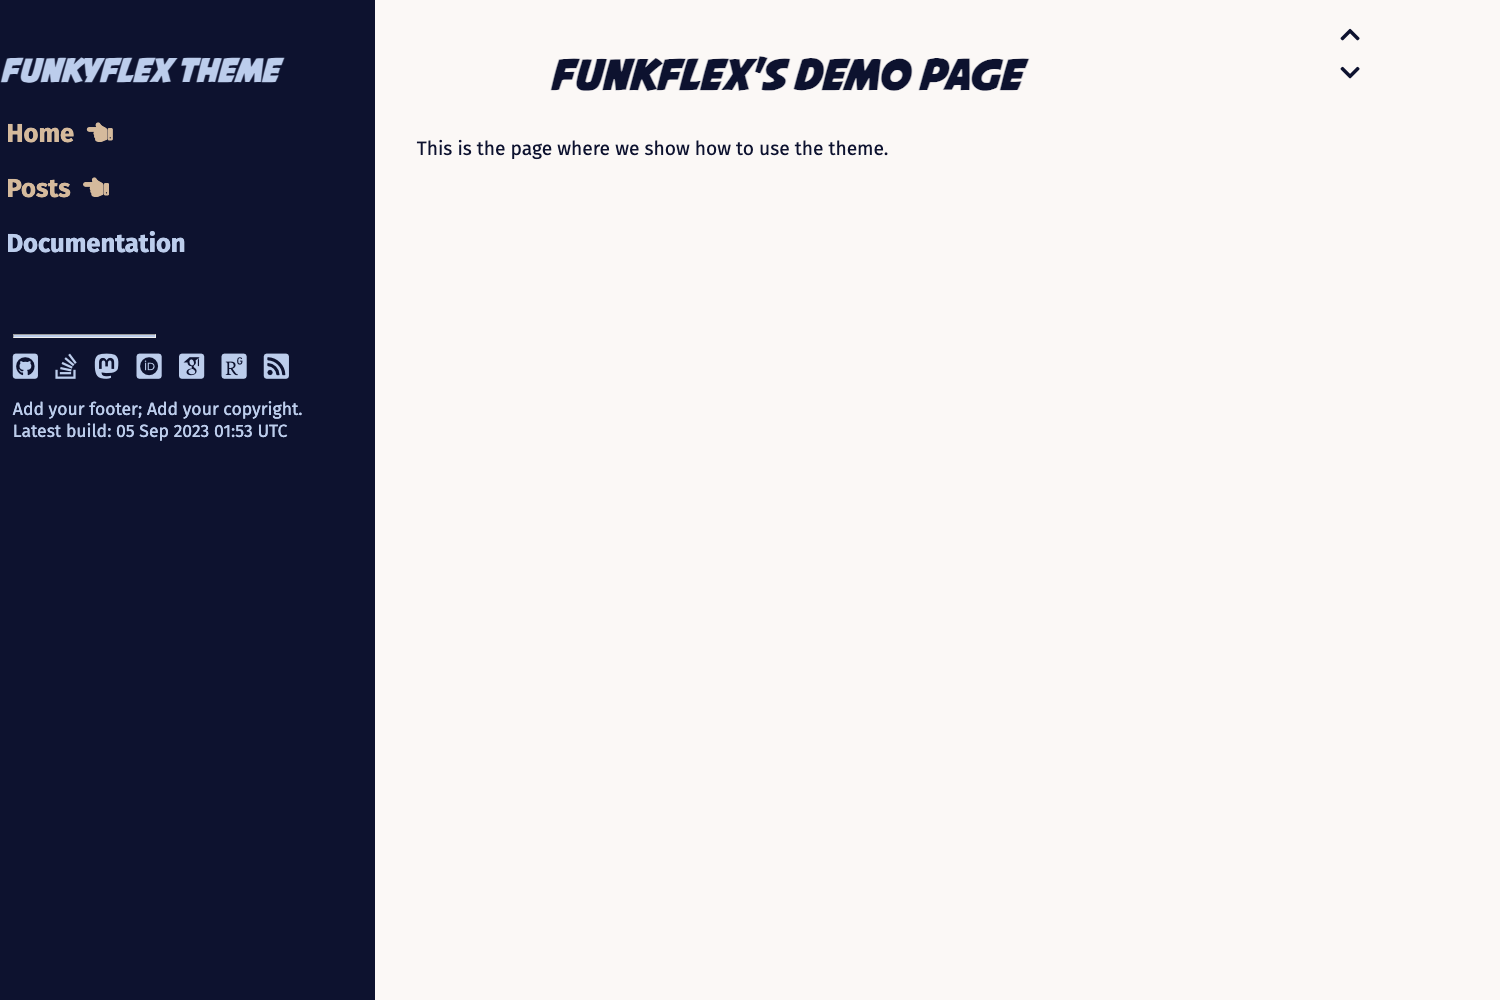 FUNKYFLEX THEME
Home
Posts
Documentation
Add your footer; Add your copyright.
Latest build: 05 Sep 2023 01:53 UTC
FUNKFLEX'S DEMO PAGE
This is the page where we show how to use the theme.